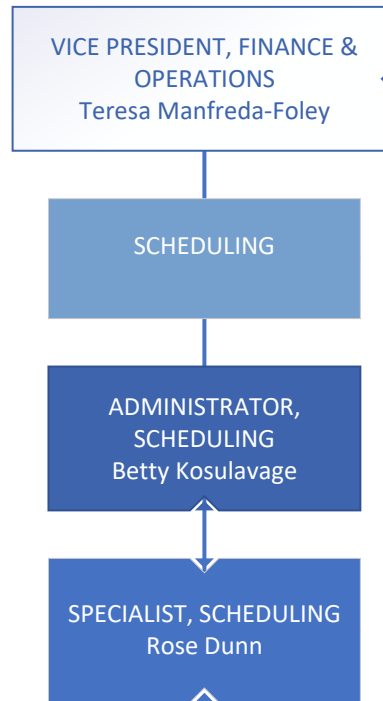 VICE PRESIDENT, FINANCE &
OPERATIONS
Teresa Manfreda-Foley
SCHEDULING
ADMINISTRATOR,
SCHEDULING
Betty Kosulavage
SPECIALIST, SCHEDULING
Rose Dunn